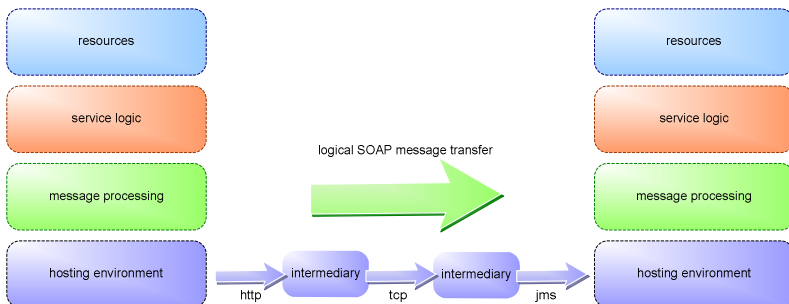 resources
resources
service logic
service logic
logical SOAP message transfer
message processing
message processing
hosting environment
intermediary
intermediary
hosting environment
http
tcp
jms